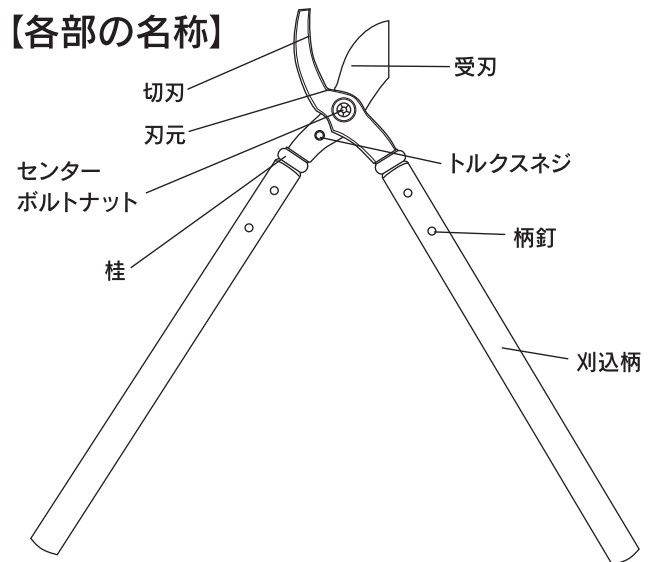 【各部の名称】
切刃
受刃
刃元
センター
ボルトナット
トルクスネジ
桂
柄釘
刈込柄